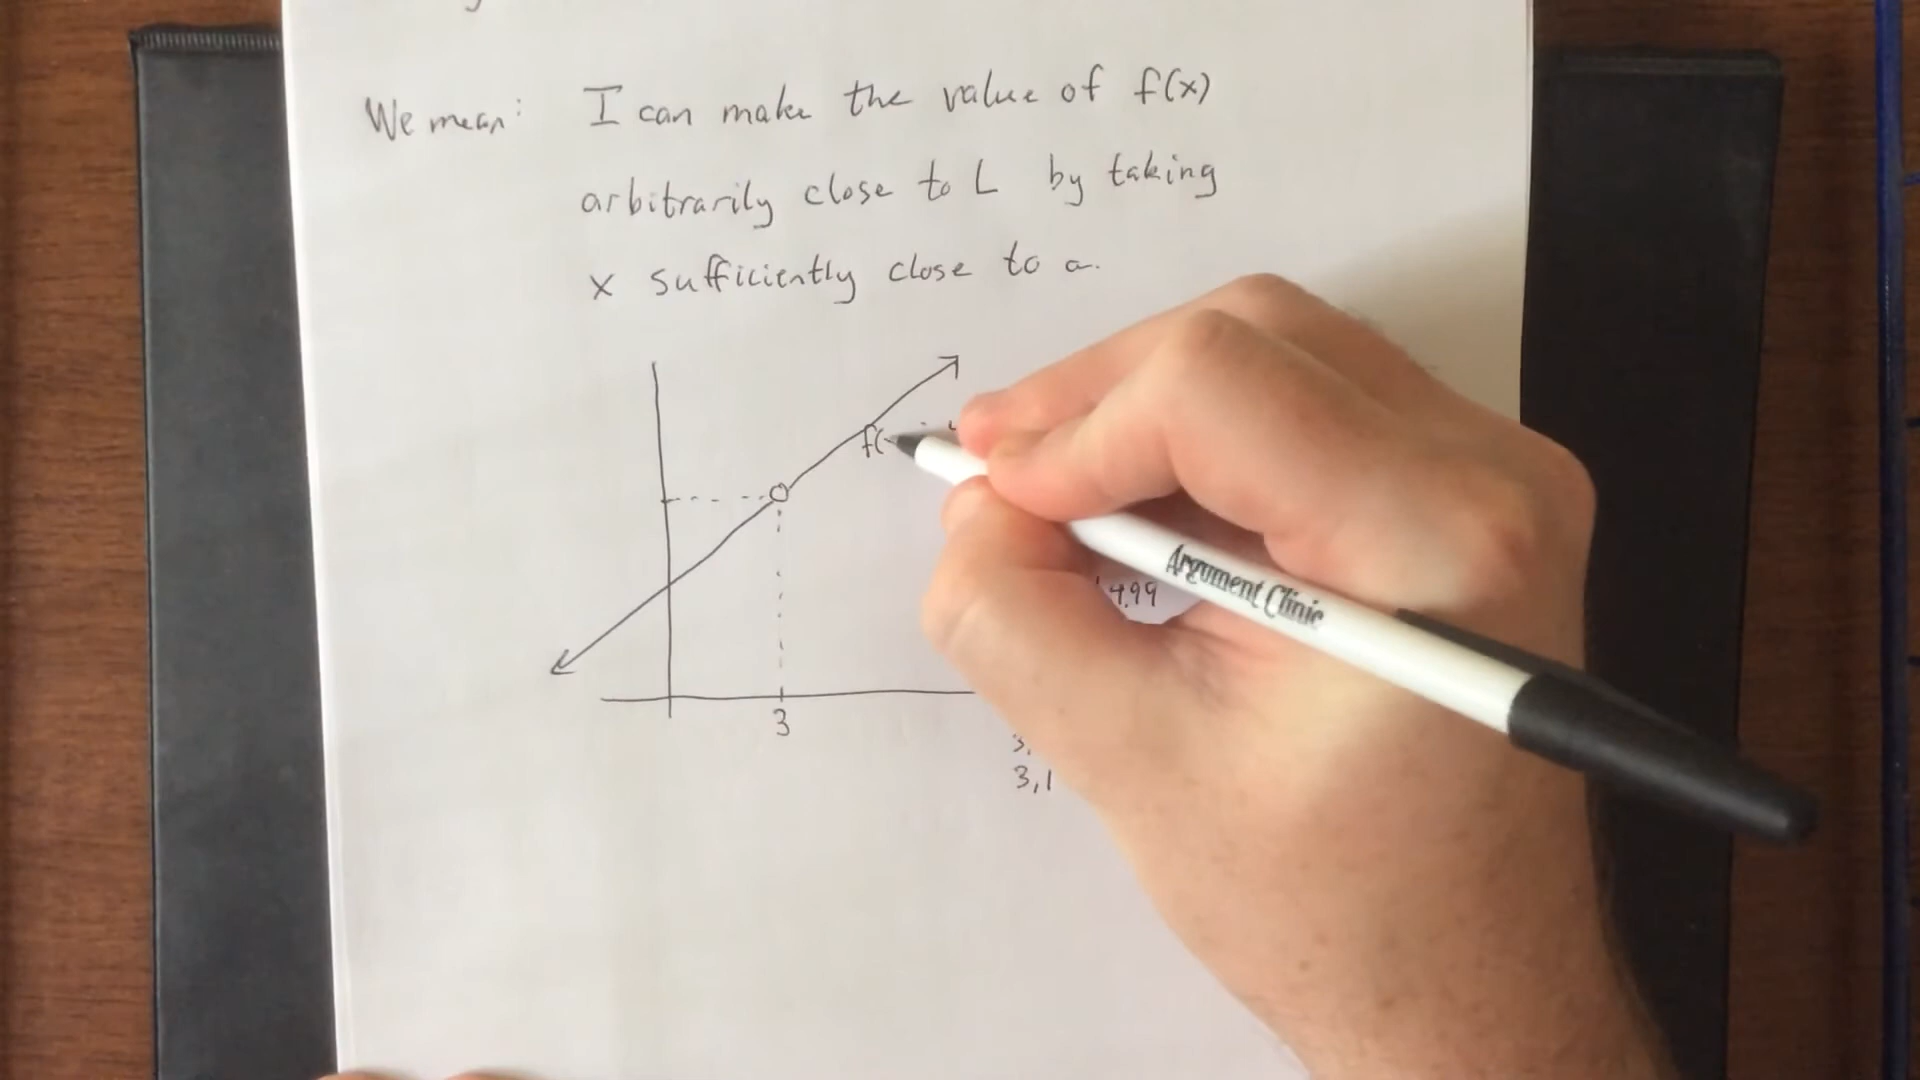 We mean: I can make the value of f(x)
arbitrarily close to L by taking
x sufficiently close to a.
f(
4.99
Argument Clinic
3
3.
3,1